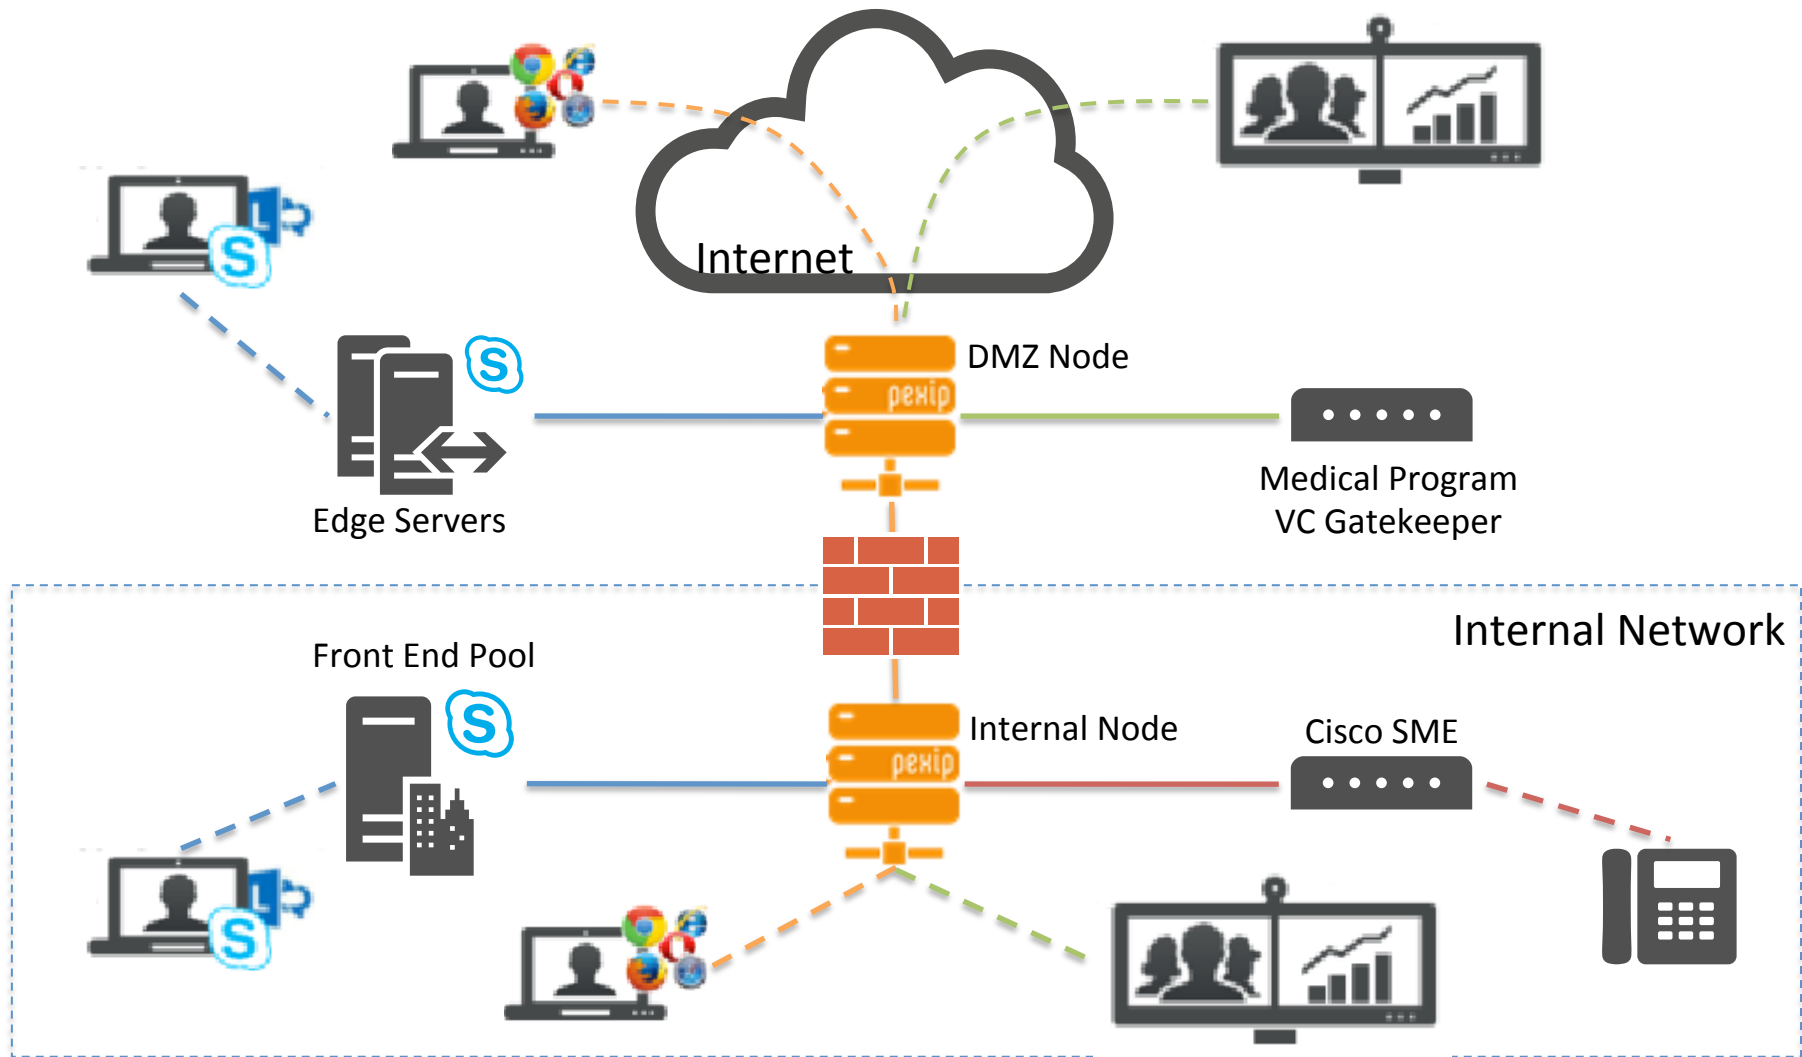 Internet
DMZ Node
pexip
Medical Program
VC Gatekeeper
Edge Servers
Internal Network
Front End Pool
Internal Node
pexip
Cisco SME